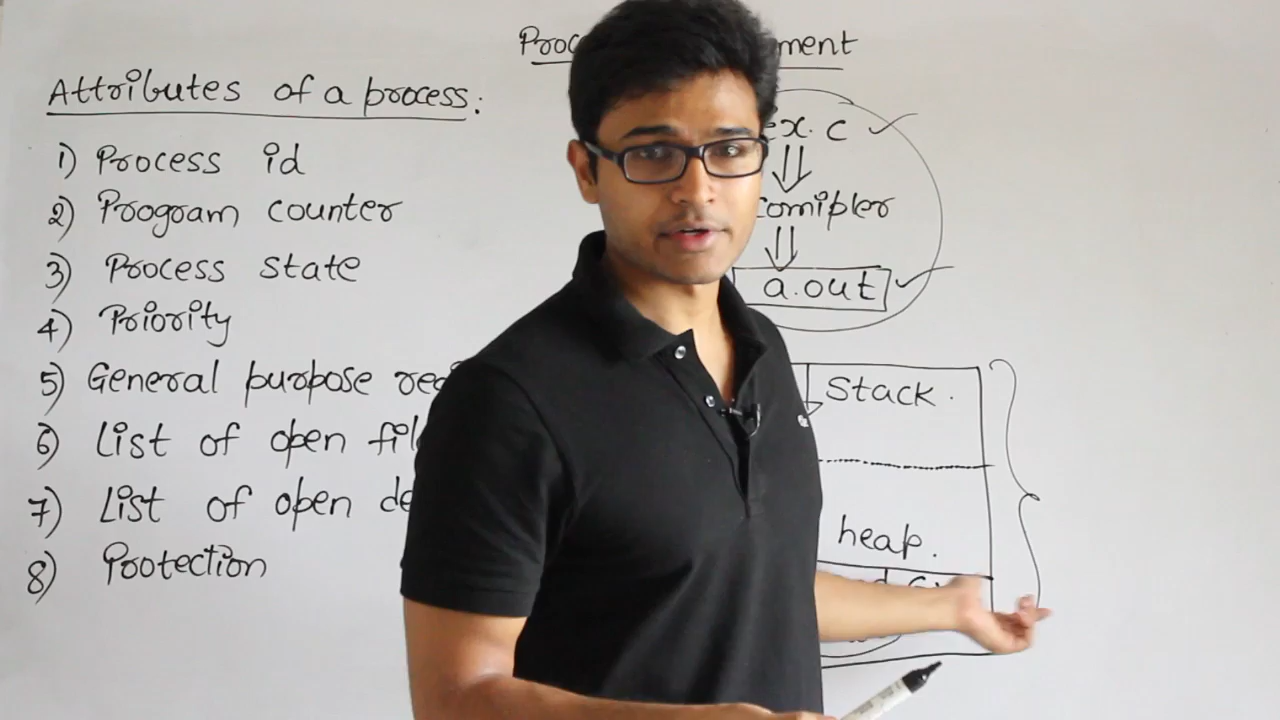 Attributes of a process:
1) Process id
2) Program counter
3) Process state
4) Priority
5) General purpose
6) List of open
7) List of open
8) Protection
ex.c
comipler
a.out
Stack.
heap.